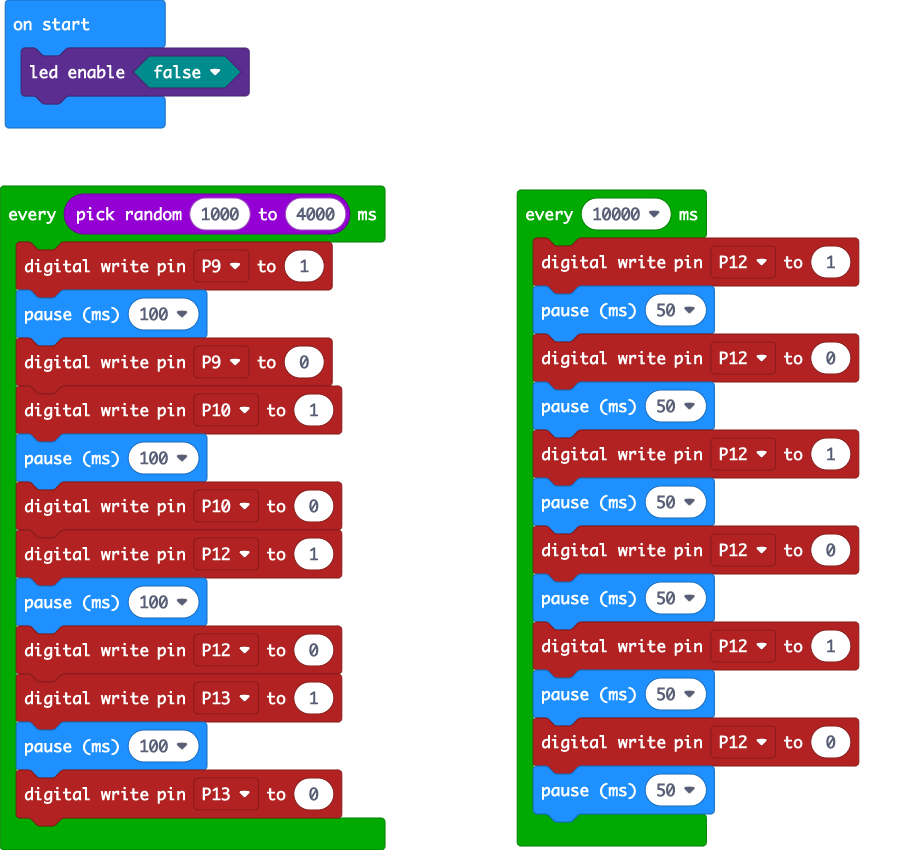 on start
led enable false
every pick random 1000 to 4000 ms
digital write pin P9 to 1
pause (ms) 100
digital write pin P9 to 0
digital write pin P10 to 1
pause (ms) 100
digital write pin P10 to 0
digital write pin P12 to 1
pause (ms) 100
digital write pin P12 to 0
digital write pin P13 to 1
pause (ms) 100
digital write pin P13 to 0
every 10000 ms
digital write pin P12 to 1
pause (ms) 50
digital write pin P12 to 0
pause (ms) 50
digital write pin P12 to 1
pause (ms) 50
digital write pin P12 to 0
pause (ms) 50
digital write pin P12 to 1
pause (ms) 50
digital write pin P12 to 0
pause (ms) 50